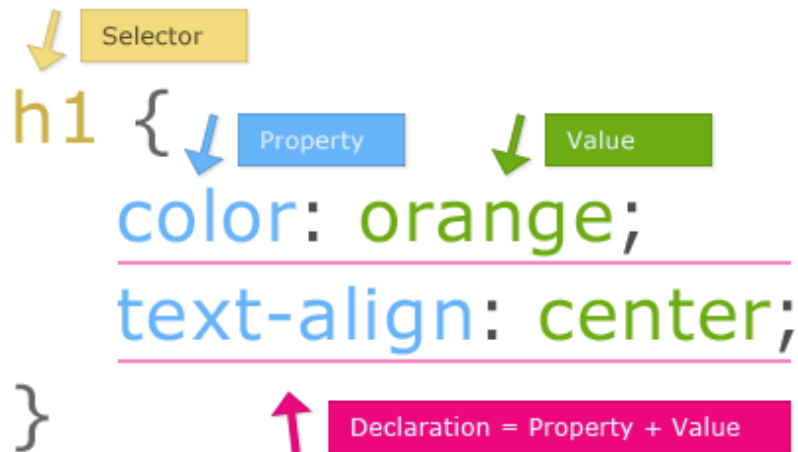 Selector
h1 {
Property
Value
color: orange;
text-align: center;
}
Declaration = Property + Value